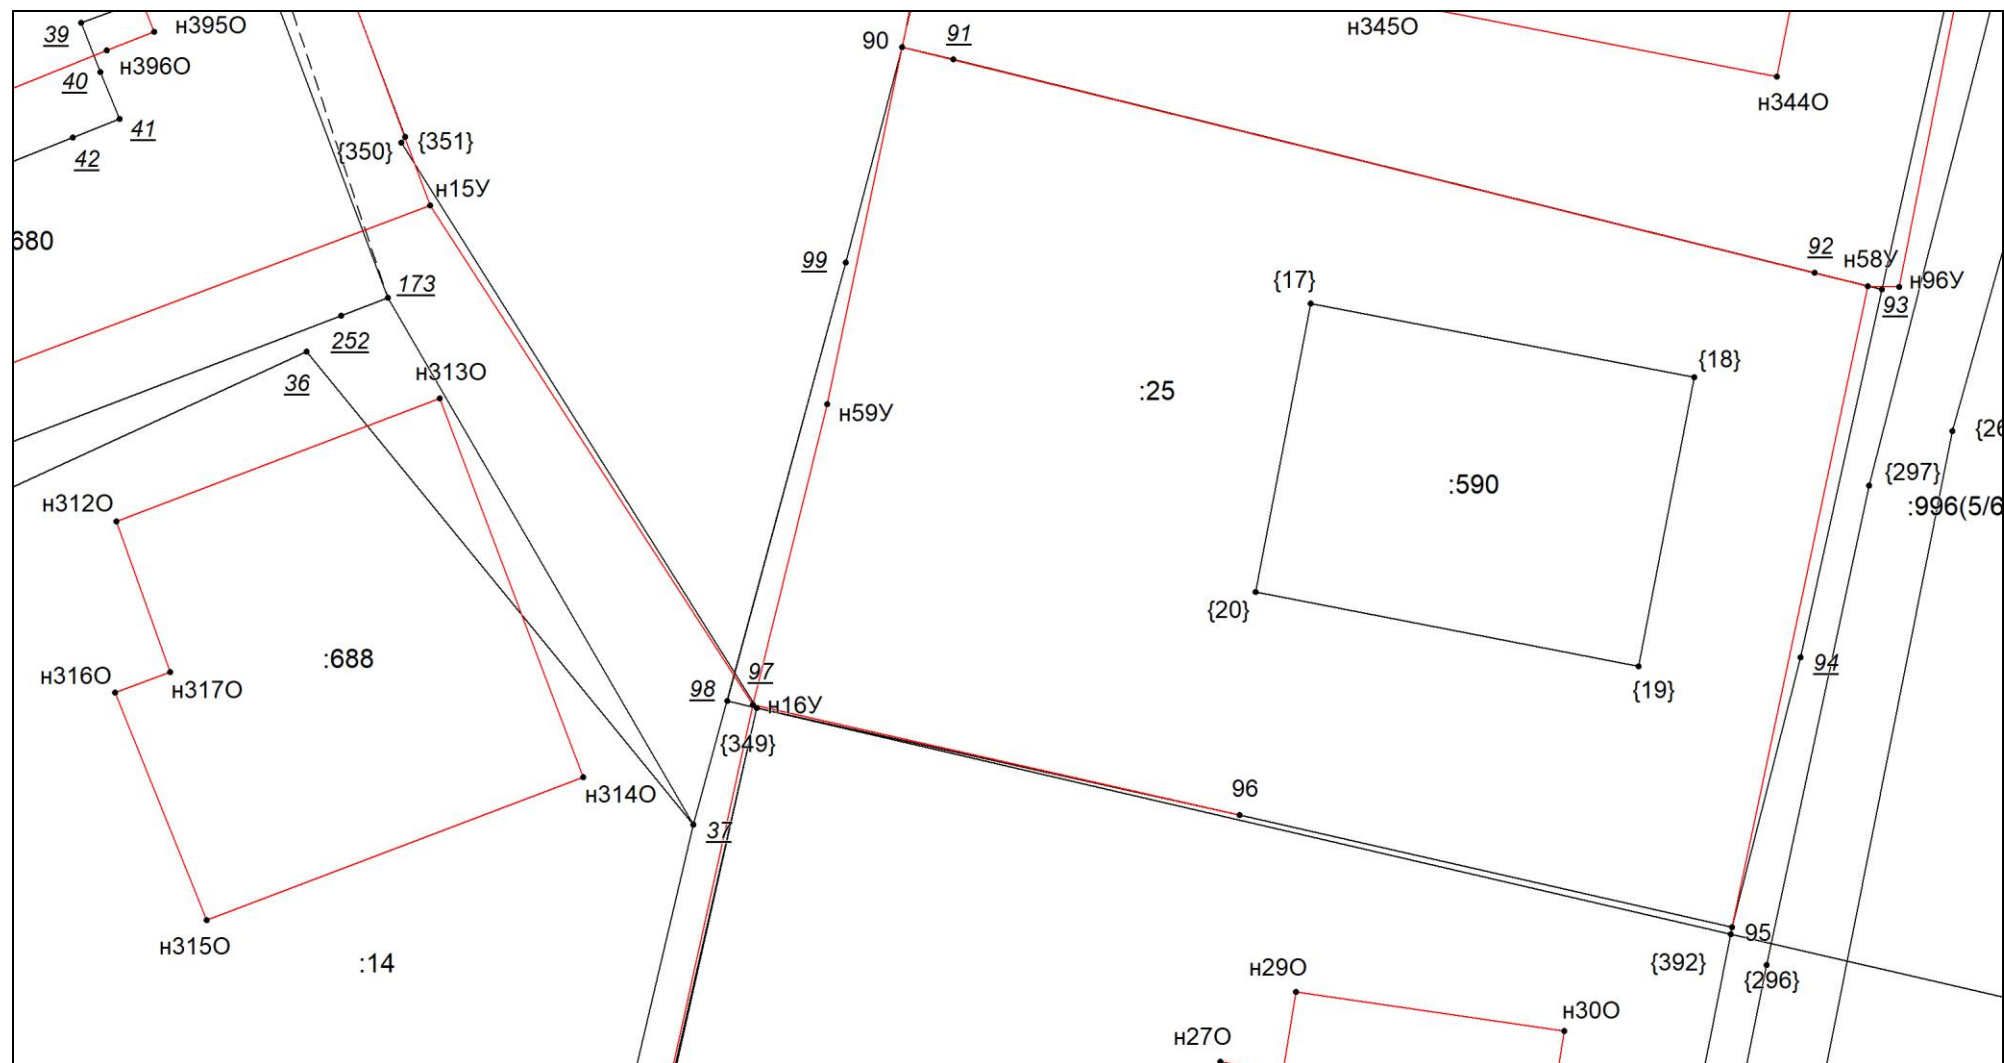 39
н395О
н396О
40
41
42
90
91
н345О
н344О
{350}
{351}
н15У
680
173
252
36
н313О
99
н59У
92
н58У
н96У
93
{17}
{18}
:25
:590
{297}
:996(5/6
н312О
{20}
{19}
94
:688
н316О
н317О
98
97
н16У
{349}
96
н314О
37
95
{392}
{296}
н315О
:14
н29О
н30О
н27О